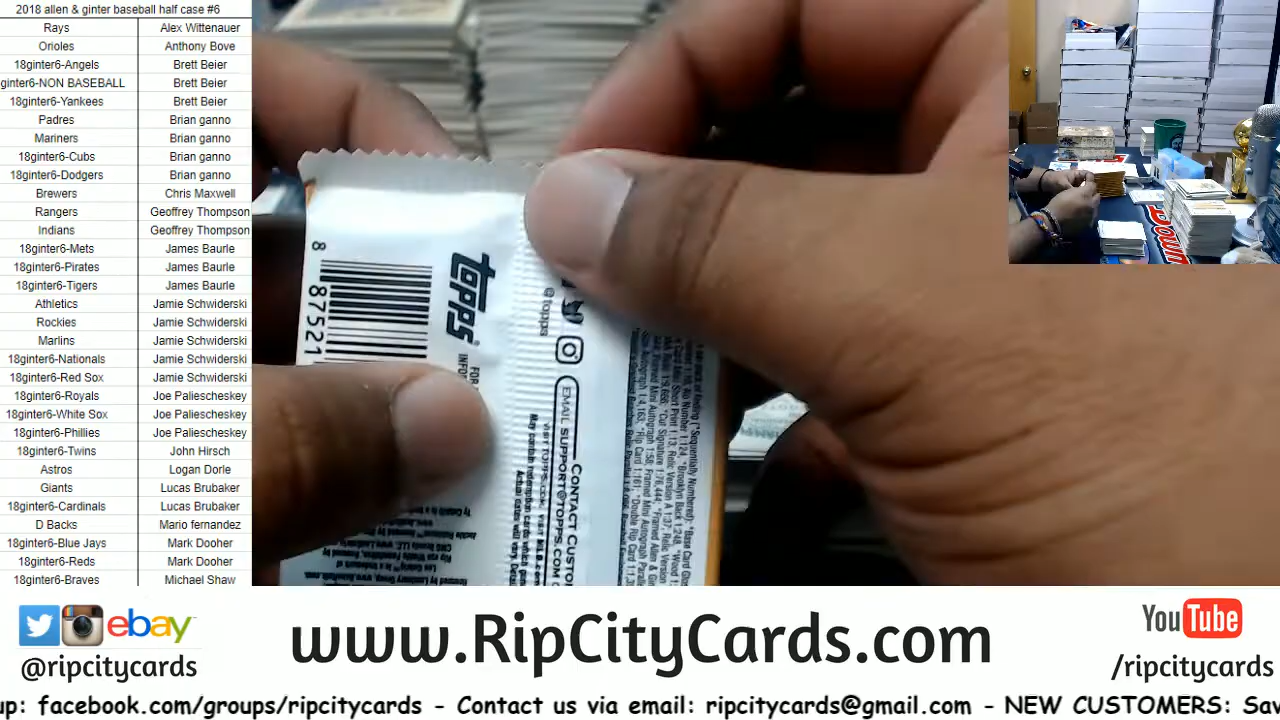 2018 allen & ginter baseball half case #6
Rays Alex Wittenauer
Orioles Anthony Bove
18ginter6-Angels Brett Beier
ginter6-NON BASEBALL Brett Beier
18ginter6-Yankees Brett Beier
Padres Brian ganno
Mariners Brian ganno
18ginter6-Cubs Brian ganno
18ginter6-Dodgers Brian ganno
Brewers Chris Maxwell
Rangers Geoffrey Thompson
Indians Geoffrey Thompson
18ginter6-Mets James Baurle
18ginter6-Pirates James Baurle
18ginter6-Tigers James Baurle
Athletics Jamie Schwiderski
Rockies Jamie Schwiderski
Marlins Jamie Schwiderski
18ginter6-Nationals Jamie Schwiderski
18ginter6-Red Sox Jamie Schwiderski
18ginter6-Royals Joe Paliescheskey
18ginter6-White Sox Joe Paliescheskey
18ginter6-Phillies Joe Paliescheskey
18ginter6-Twins John Hirsch
Astros Logan Dorle
Giants Lucas Brubaker
18ginter6-Cardinals Lucas Brubaker
D Backs Mario fernandez
18ginter6-Blue Jays Mark Dooher
18ginter6-Reds Mark Dooher
18ginter6-Braves Michael Shaw
8 87521
topps
@topps
CONTACT CUSTO
EMAIL SUPPORT@TOPPS.COM
ebay
@ripcitycards
www.RipCityCards.com
YouTube
/ripcitycards
up: facebook.com/groups/ripcitycards - Contact us via email: ripcitycards@gmail.com - NEW CUSTOMERS: Sav